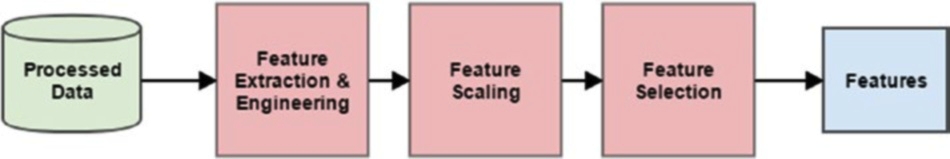 Processed
Data
Feature
Extraction &
Engineering
Feature
Scaling
Feature
Selection
Features